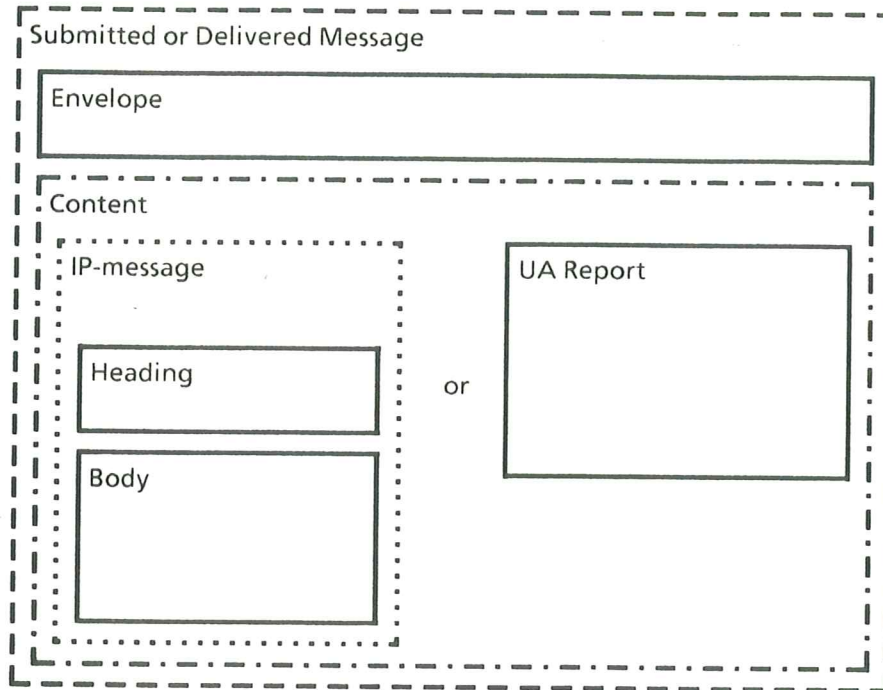 Submitted or Delivered Message
Envelope
Content
IP-message
Heading
Body
or
UA Report